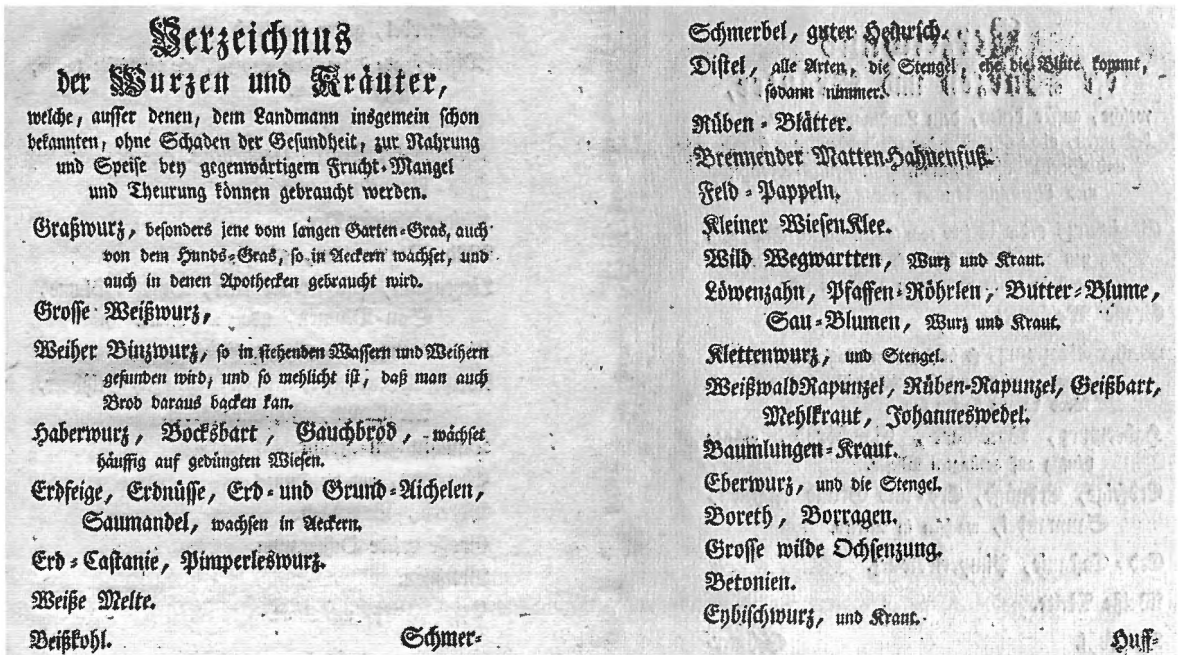 Verzeichnus
der Wurzen und Kräuter,
welche, ausser denen, dem Landmann insgemein schon
bekannten, ohne Schaden der Gesundheit, zur Nahrung
und Speise bey gegenwärtigem Frucht-Mangel
und Theurung können gebraucht werden.
Graßwurz, besonders jene vom langen Garten-Gras, auch
von dem Hunds-Gras, so in Aeckern wächset, und
auch in denen Apothecken gebraucht wird.
Grosse Weißwurz,
Weiher Binzwurz, so in stehenden Wassern und Weihern
gefunden wird, und so mehlicht ist, daß man auch
Brod daraus backen kan.
Haberwurz, Bocksbart, Gauchbrod, wächset
häuffig auf gedüngten Wiesen.
Erdfeige, Erdnüsse, Erd- und Grund-Aichelen,
Saumandel, wachsen in Aeckern.
Erd-Castanie, Pimperleswurz.
Weiße Melte.
Beißkohl.
Schmer-
Schmerbel, guter Heinrich.
Distel, alle Arten, die Stengel, ehe die Blüte kommt,
sodann nimmer.
Rüben-Blätter.
Brennender MattenHahnenfuß.
Feld-Pappeln.
Kleiner WiesenKlee.
Wild Wegwartten, Wurz und Kraut.
Löwenzahn, Pfaffen-Röhrlen, Butter-Blume,
Sau-Blumen, Wurz und Kraut.
Klettenwurz, und Stengel.
WeißwaldRapunzel, Rüben-Rapunzel, Geißbart,
Mehlkraut, Johanneswedel.
Baumlungen-Kraut.
Eberwurz, und die Stengel.
Boreth, Borragen.
Grosse wilde Ochsenzung.
Betonien.
Eybischwurz, und Kraut.
Huff-